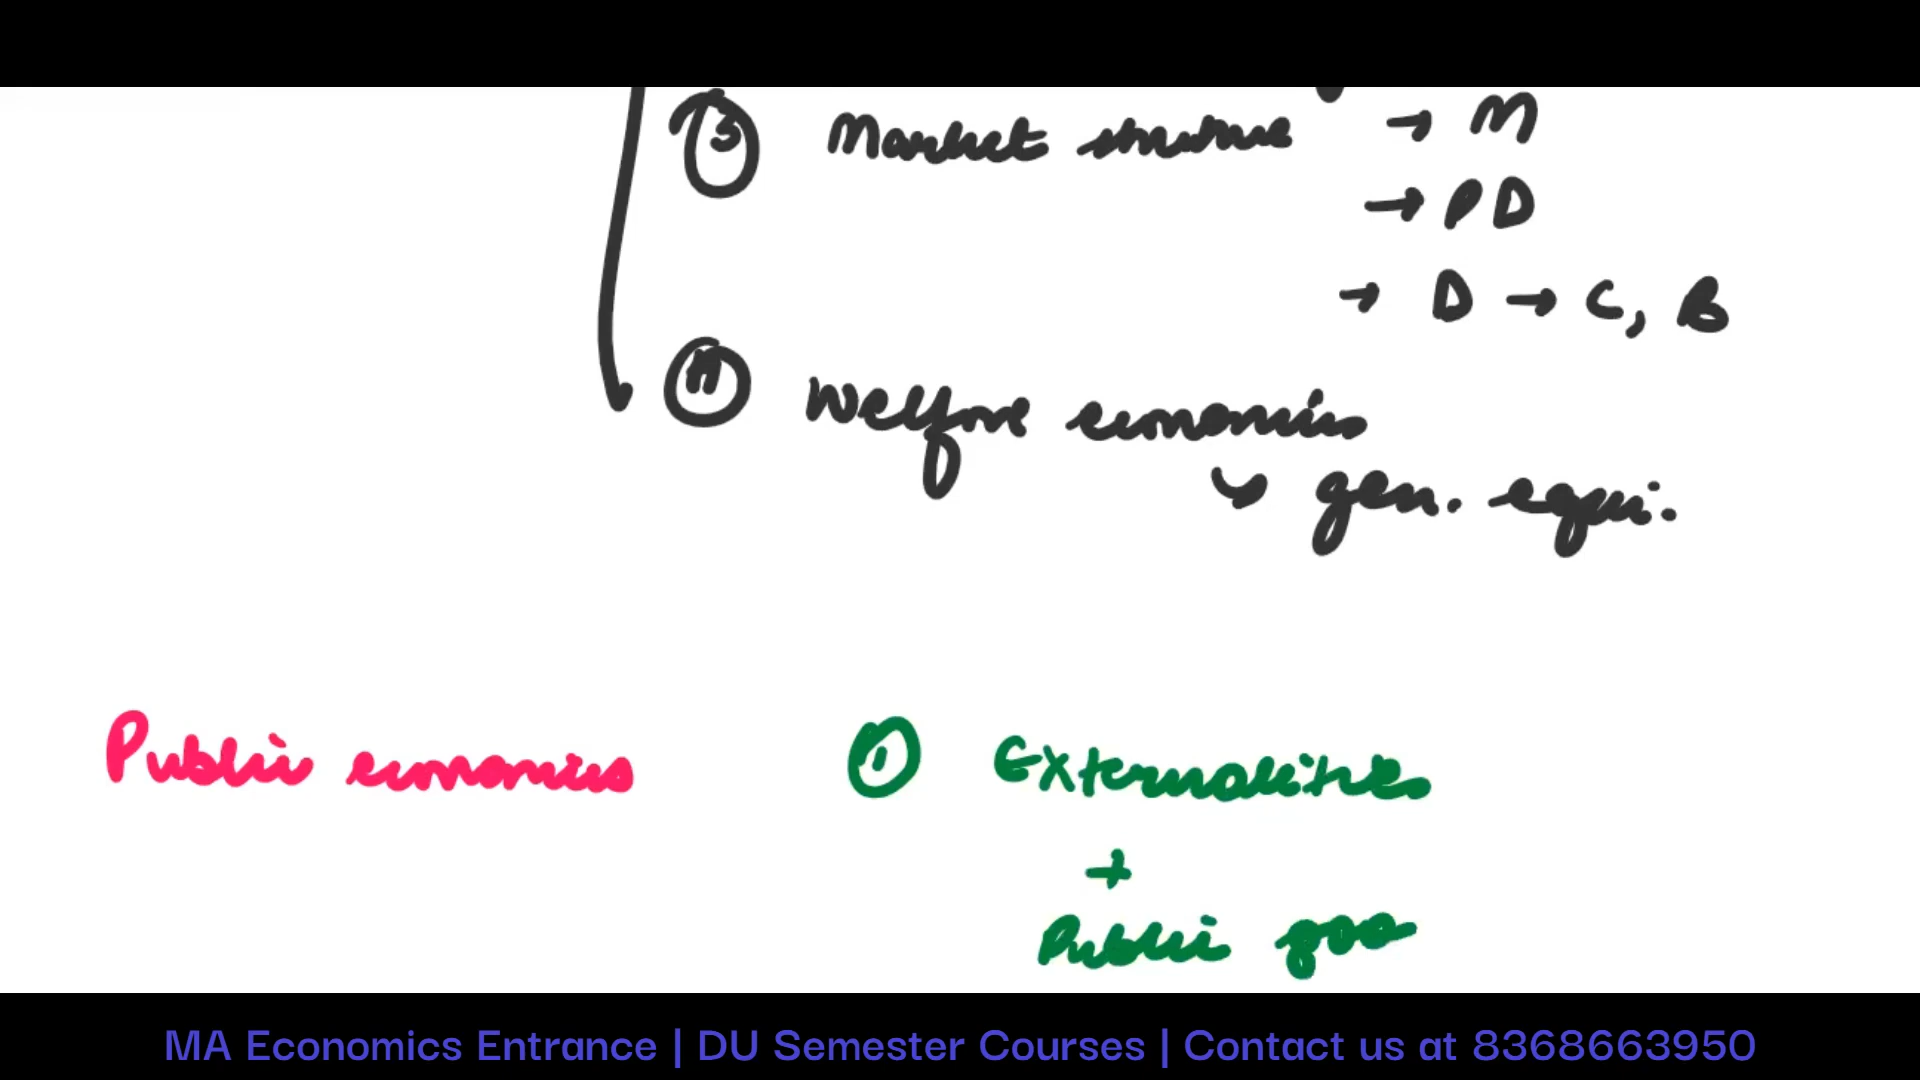 ③ Market structure → M
→ PD
→ D → C, B
Welfare economics
↳ gen. equi.
Public economics ① Externalities
+
Public goo
MA Economics Entrance | DU Semester Courses | Contact us at 8368663950